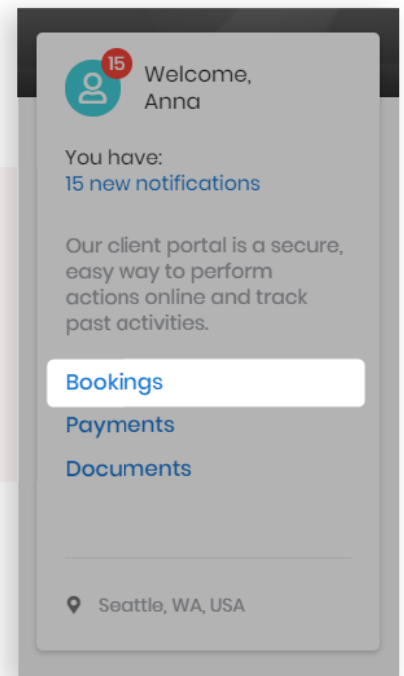 15
Welcome,
Anna
You have:
15 new notifications
Our client portal is a secure,
easy way to perform
actions online and track
past activities.
Bookings
Payments
Documents
Seattle, WA, USA